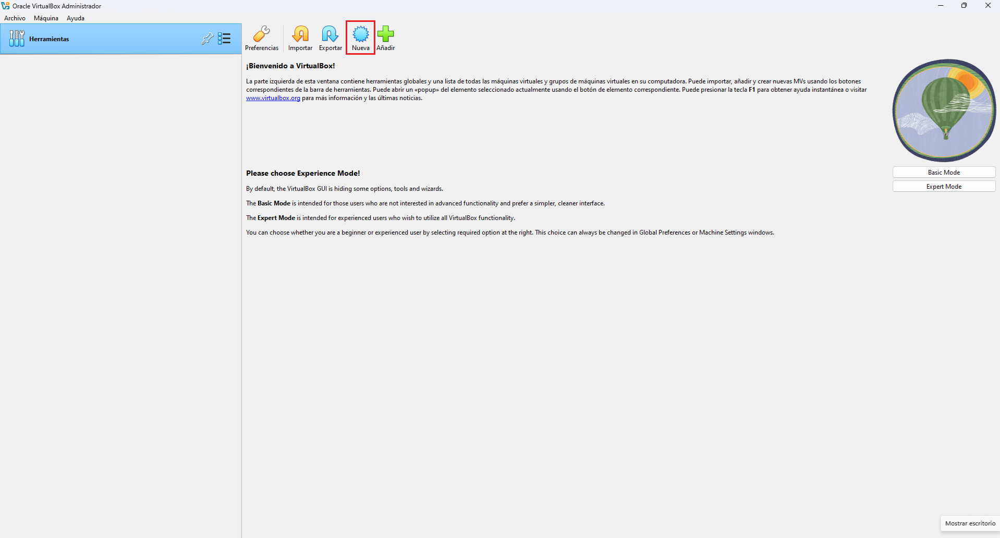 Oracle VirtualBox Administrador
Archivo Máquina Ayuda
Herramientas
Preferencias Importar Exportar Nueva Añadir
¡Bienvenido a VirtualBox!
La parte izquierda de esta ventana contiene herramientas globales y una lista de todas las máquinas virtuales y grupos de máquinas virtuales en su computadora. Puede importar, añadir y crear nuevas MVs usando los botones
correspondientes de la barra de herramientas. Puede abrir un «popup» del elemento seleccionado actualmente usando el botón de elemento correspondiente. Puede presionar la tecla F1 para obtener ayuda instantánea o visitar
www.virtualbox.org para más información y las últimas noticias.
Please choose Experience Mode!
By default, the VirtualBox GUI is hiding some options, tools and wizards.
The Basic Mode is intended for those users who are not interested in advanced functionality and prefer a simpler, cleaner interface.
The Expert Mode is intended for experienced users who wish to utilize all VirtualBox functionality.
You can choose whether you are a beginner or experienced user by selecting required option at the right. This choice can always be changed in Global Preferences or Machine Settings windows.
Basic Mode
Expert Mode
Mostrar escritorio